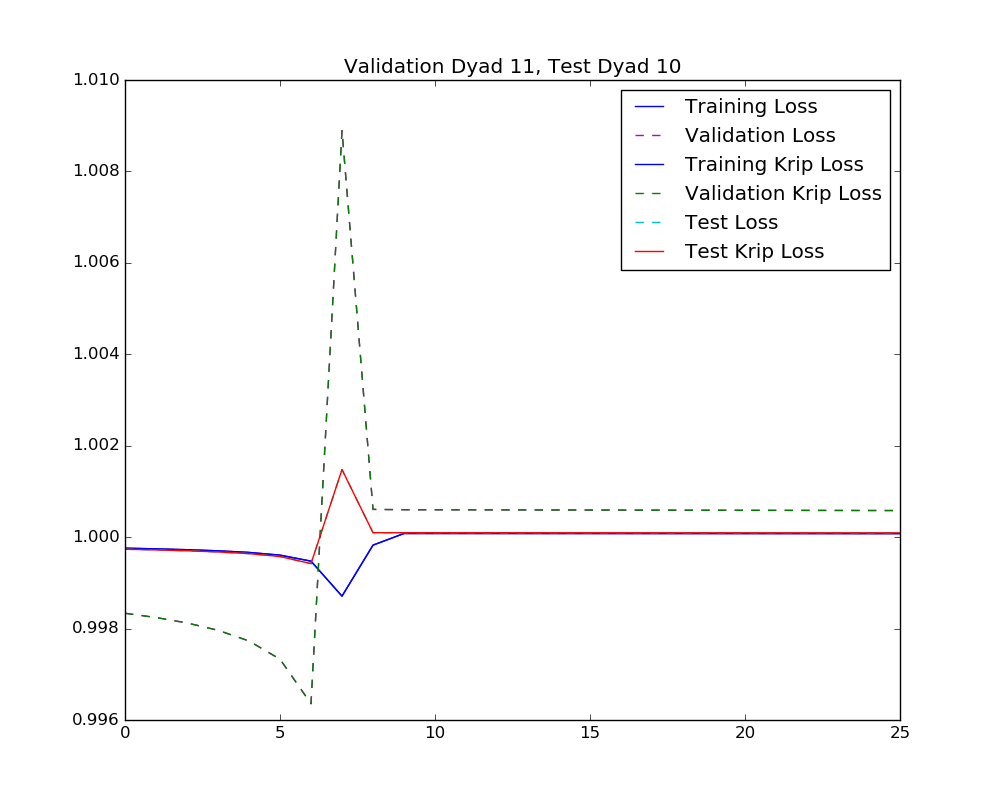 Validation Dyad 11, Test Dyad 10
1.010
1.008
1.006
1.004
1.002
1.000
0.998
0.996
0
5
10
15
20
25
Training Loss
Validation Loss
Training Krip Loss
Validation Krip Loss
Test Loss
Test Krip Loss